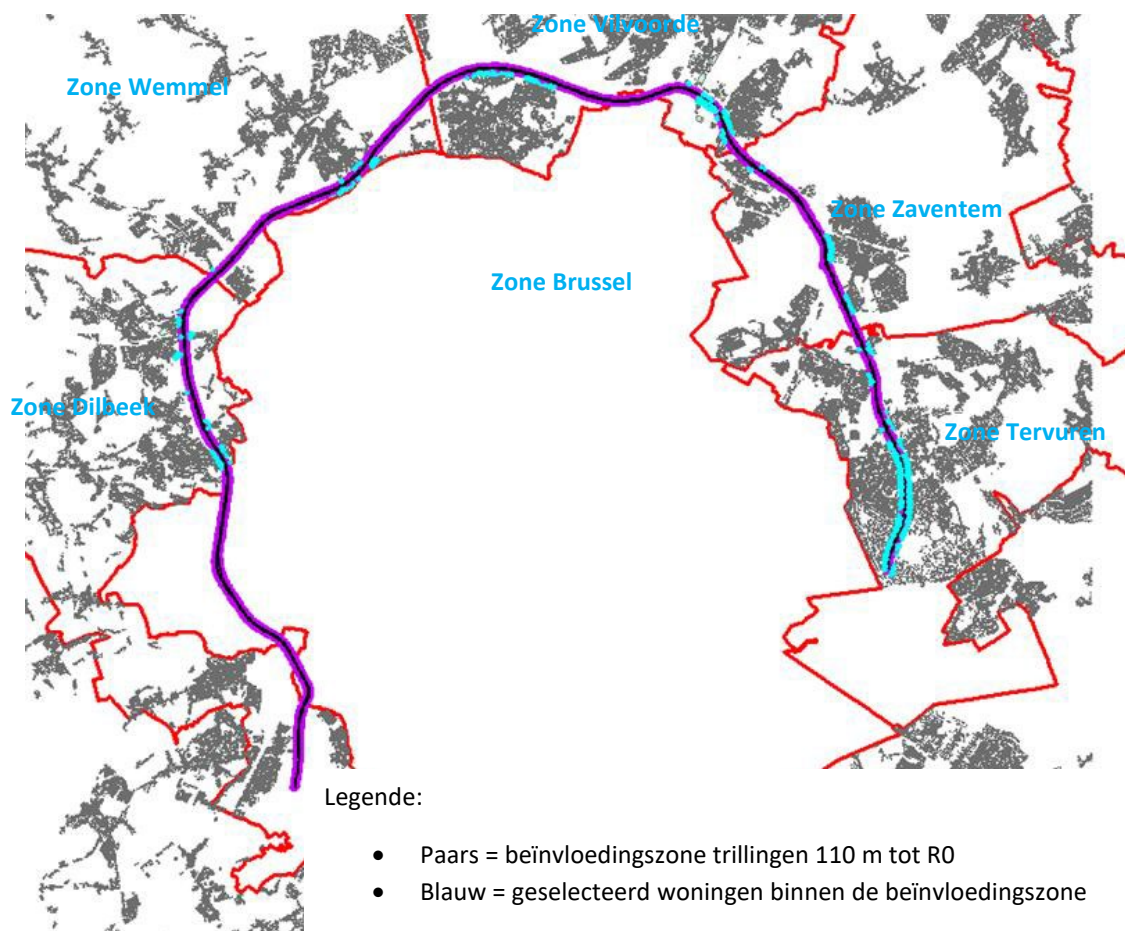 Zone Vilvoorde
Zone Wemmel
Zone Zaventem
Zone Brussel
Zone Dilbeek
Zone Tervuren
Legende:
• Paars = beïnvloedingszone trillingen 110 m tot R0
• Blauw = geselecteerd woningen binnen de beïnvloedingszone